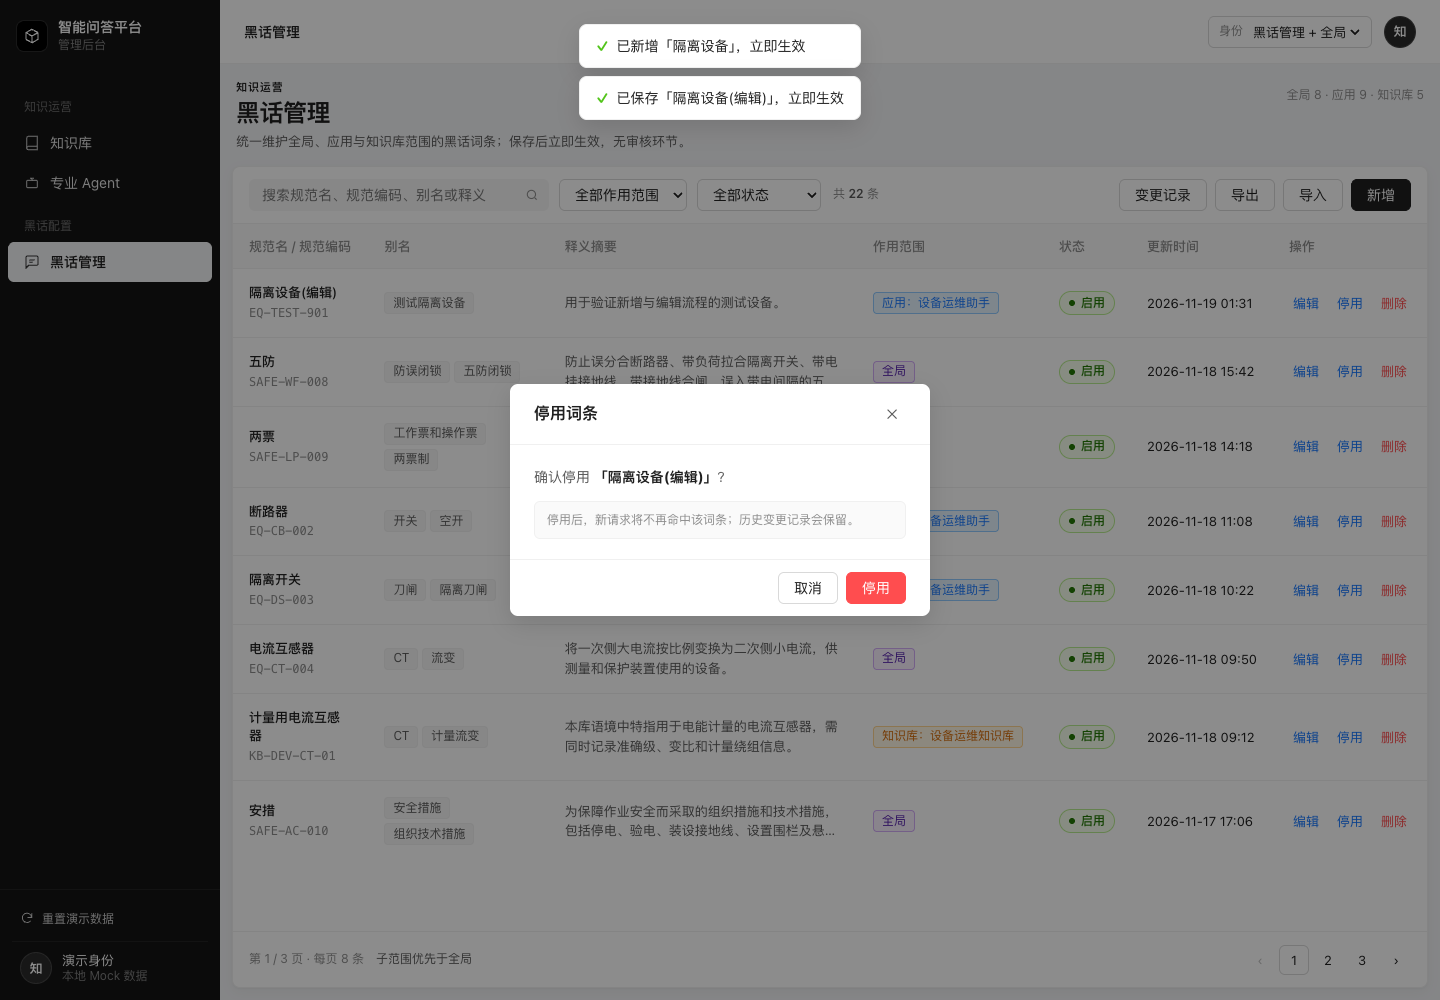 智能问答平台
管理后台
知识运营
知识库
专业 Agent
黑话配置
黑话管理
重置演示数据
知
演示身份
本地 Mock 数据
黑话管理
身份 黑话管理 + 全局
知
已新增「隔离设备」，立即生效
已保存「隔离设备(编辑)」，立即生效
知识运营
黑话管理
全局 8 · 应用 9 · 知识库 5
统一维护全局、应用与知识库范围的黑话词条；保存后立即生效，无审核环节。
搜索规范名、规范编码、别名或释义
全部作用范围
全部状态
共 22 条
变更记录
导出
导入
新增
规范名 / 规范编码 别名 释义摘要 作用范围 状态 更新时间 操作
隔离设备(编辑)
EQ-TEST-901
测试隔离设备
用于验证新增与编辑流程的测试设备。
应用：设备运维助手
启用
2026-11-19 01:31
编辑 停用 删除
五防
SAFE-WF-008
防误闭锁 五防闭锁
防止误分合断路器、带负荷拉合隔离开关、带电
挂接地线、带接地线合闸、误入带电间隔的五
全局
启用
2026-11-18 15:42
编辑 停用 删除
两票
SAFE-LP-009
工作票和操作票
两票制
启用
2026-11-18 14:18
编辑 停用 删除
断路器
EQ-CB-002
开关 空开
备运维助手
启用
2026-11-18 11:08
编辑 停用 删除
隔离开关
EQ-DS-003
刀闸 隔离刀闸
备运维助手
启用
2026-11-18 10:22
编辑 停用 删除
电流互感器
EQ-CT-004
CT 流变
将一次侧大电流按比例变换为二次侧小电流，供
测量和保护装置使用的设备。
全局
启用
2026-11-18 09:50
编辑 停用 删除
计量用电流互感
器
KB-DEV-CT-01
CT 计量流变
本库语境中特指用于电能计量的电流互感器，需
同时记录准确级、变比和计量绕组信息。
知识库：设备运维知识库
启用
2026-11-18 09:12
编辑 停用 删除
安措
SAFE-AC-010
安全措施
组织技术措施
为保障作业安全而采取的组织措施和技术措施，
包括停电、验电、装设接地线、设置围栏及悬...
全局
启用
2026-11-17 17:06
编辑 停用 删除
停用词条
确认停用 「隔离设备(编辑)」？
停用后，新请求将不再命中该词条；历史变更记录会保留。
取消
停用
第 1 / 3 页 · 每页 8 条 子范围优先于全局
‹ 1 2 3 ›